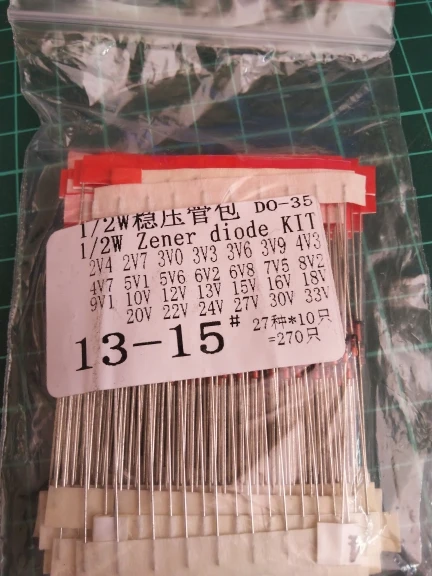 1/2W稳压管包 DO-35
1/2W Zener diode KIT
2V4 2V7 3V0 3V3 3V6 3V9 4V3
4V7 5V1 5V6 6V2 6V8 7V5 8V2
9V1 10V 12V 13V 15V 16V 18V
20V 22V 24V 27V 30V 33V
13-15# 27种*10只
=270只